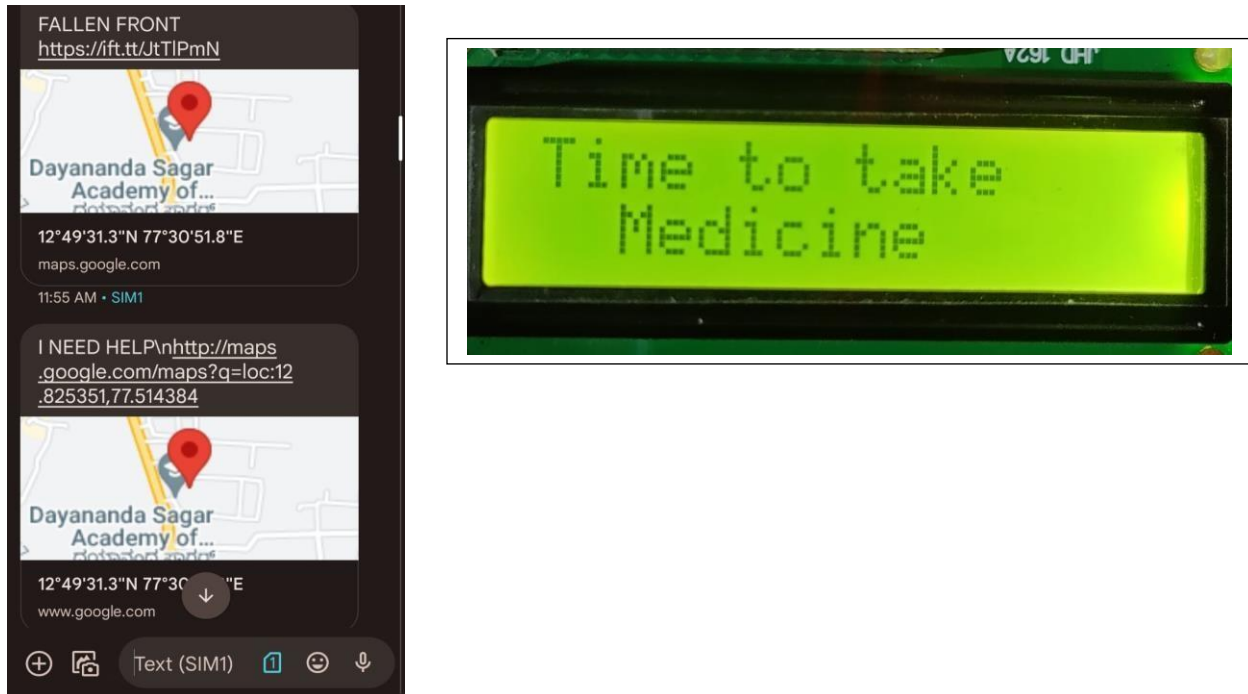 FALLEN FRONT
https://ift.tt/JtTlPmN
Dayananda Sagar
Academy of...
12°49'31.3"N 77°30'51.8"E
maps.google.com
11:55 AM • SIM1
I NEED HELP\nhttp://maps
.google.com/maps?q=loc:12
.825351,77.514384
Dayananda Sagar
Academy of...
12°49'31.3"N 77°30 "E
www.google.com
Text (SIM1) 1
JHD 162A
Time to take
Medicine